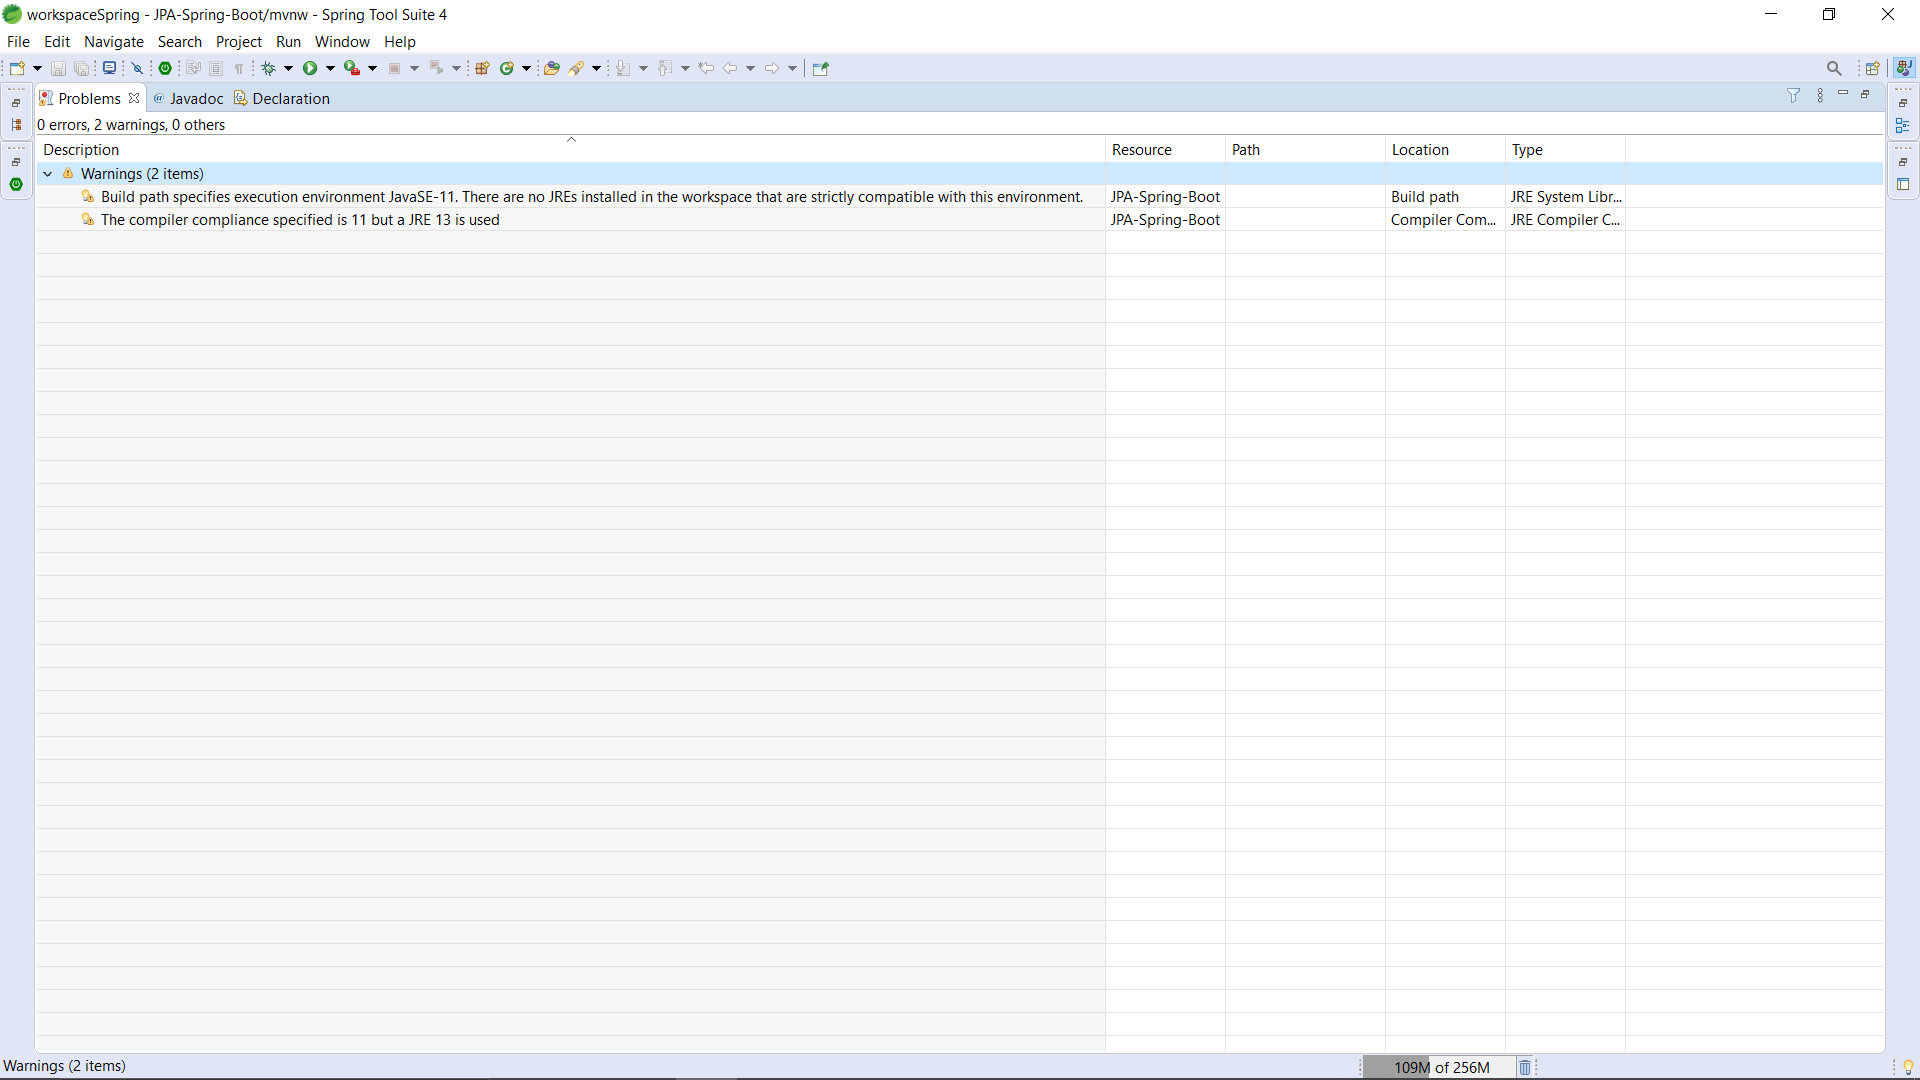 workspaceSpring - JPA-Spring-Boot/mvnw - Spring Tool Suite 4
File Edit Navigate Search Project Run Window Help
Problems @ Javadoc Declaration
0 errors, 2 warnings, 0 others
Description Resource Path Location Type
Warnings (2 items)
Build path specifies execution environment JavaSE-11. There are no JREs installed in the workspace that are strictly compatible with this environment. JPA-Spring-Boot Build path JRE System Libr...
The compiler compliance specified is 11 but a JRE 13 is used JPA-Spring-Boot Compiler Com... JRE Compiler C...
Warnings (2 items) 109M of 256M